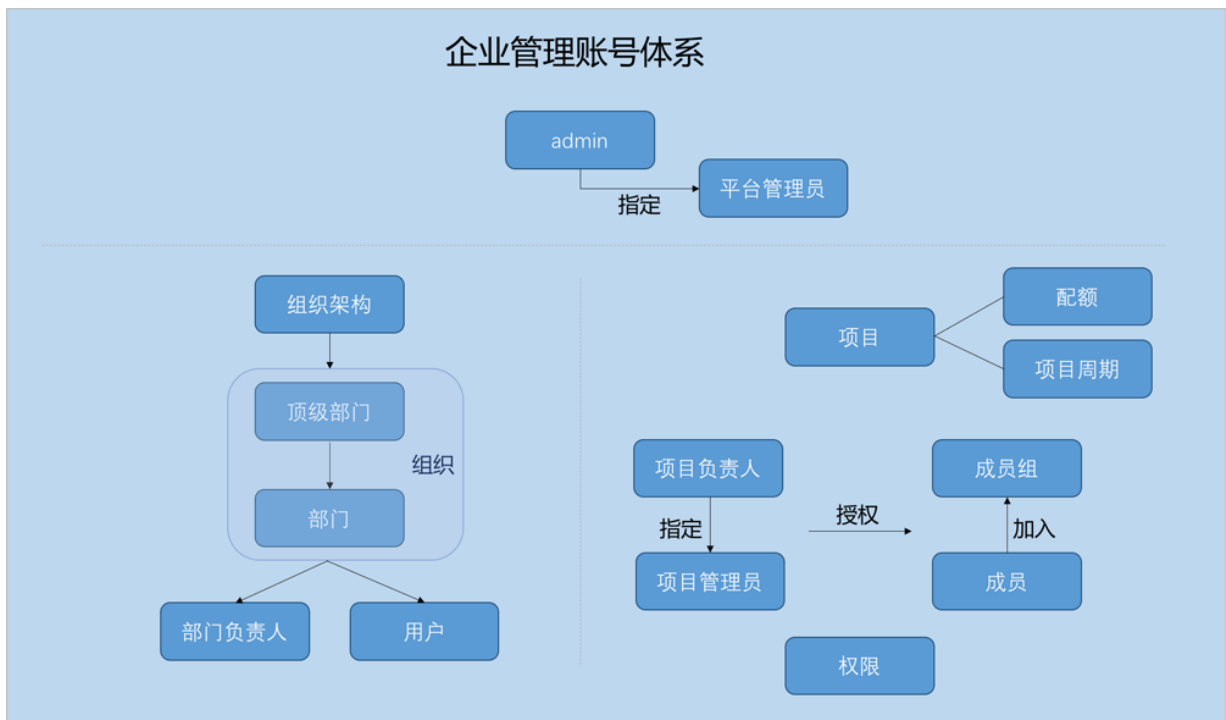 企业管理账号体系
admin
平台管理员
指定
组织架构
顶级部门
组织
部门
部门负责人
用户
项目
配额
项目周期
项目负责人
指定
项目管理员
授权
成员组
加入
成员
权限